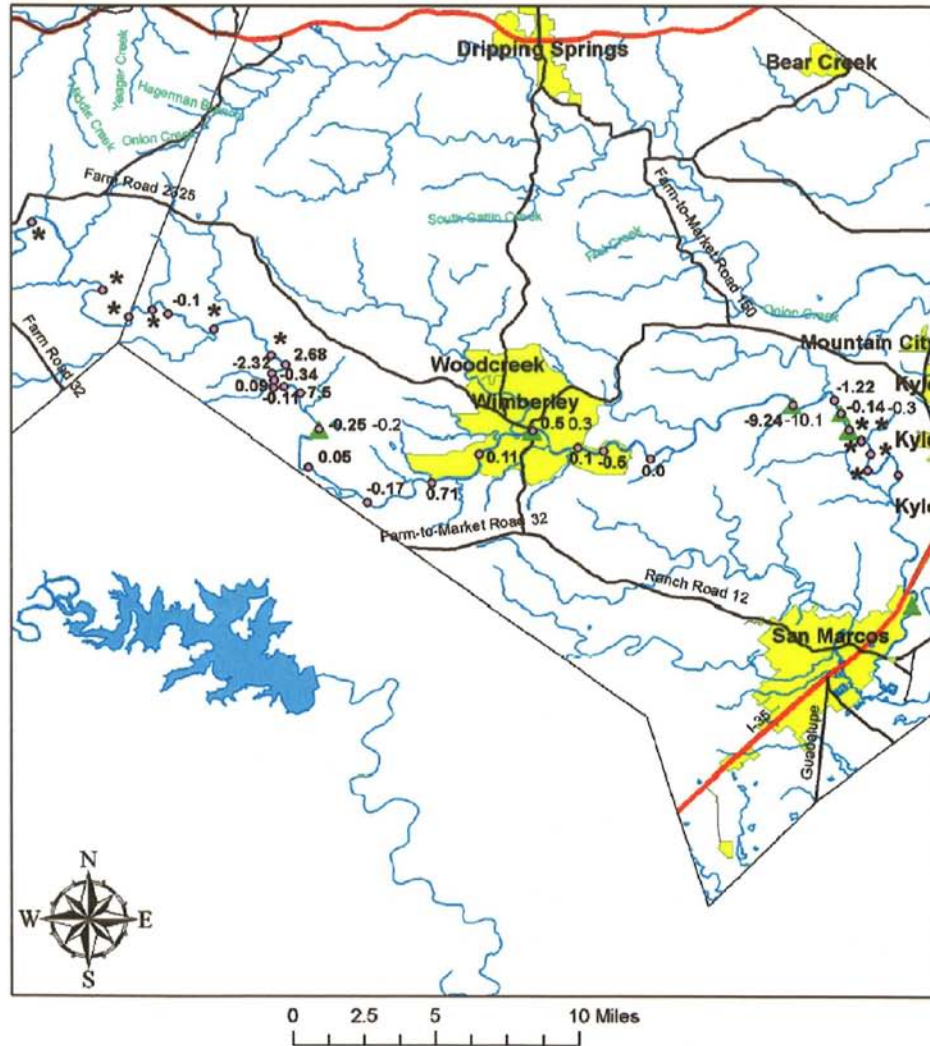 Dripping Springs
Bear Creek
Yeager Creek
Middle Creek
Onion Creek
Farm Road 2325
South Gatlin Creek
Farm-to-Market Road 150
Onion Creek
*
*
*
*
-0.1
*
Farm Road 32
*
2.68
-2.32
-0.34
0.09
-0.11
7.5
-0.25 -0.2
0.05
-0.17
0.71
Woodcreek
Wimberley
0.5 0.3
0.11
0.1
-0.5
0.0
Mountain City
-1.22
Kyle
-9.24 -10.1
-0.14 -0.3
* *
Kyle
*
*
*
Kyle
Farm-to-Market Road 32
Ranch Road 12
San Marcos
I-35
Guadalupe
N
W E
S
0 2.5 5 10 Miles